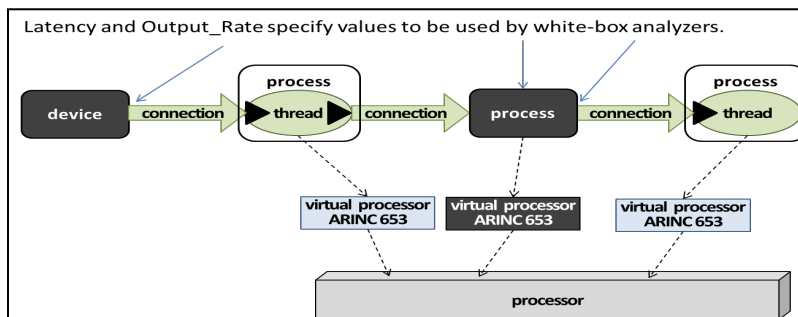 Latency and Output_Rate specify values to be used by white-box analyzers.
process
process
device
connection
thread
connection
process
connection
thread
virtual processor
ARINC 653
virtual processor
ARINC 653
virtual processor
ARINC 653
processor